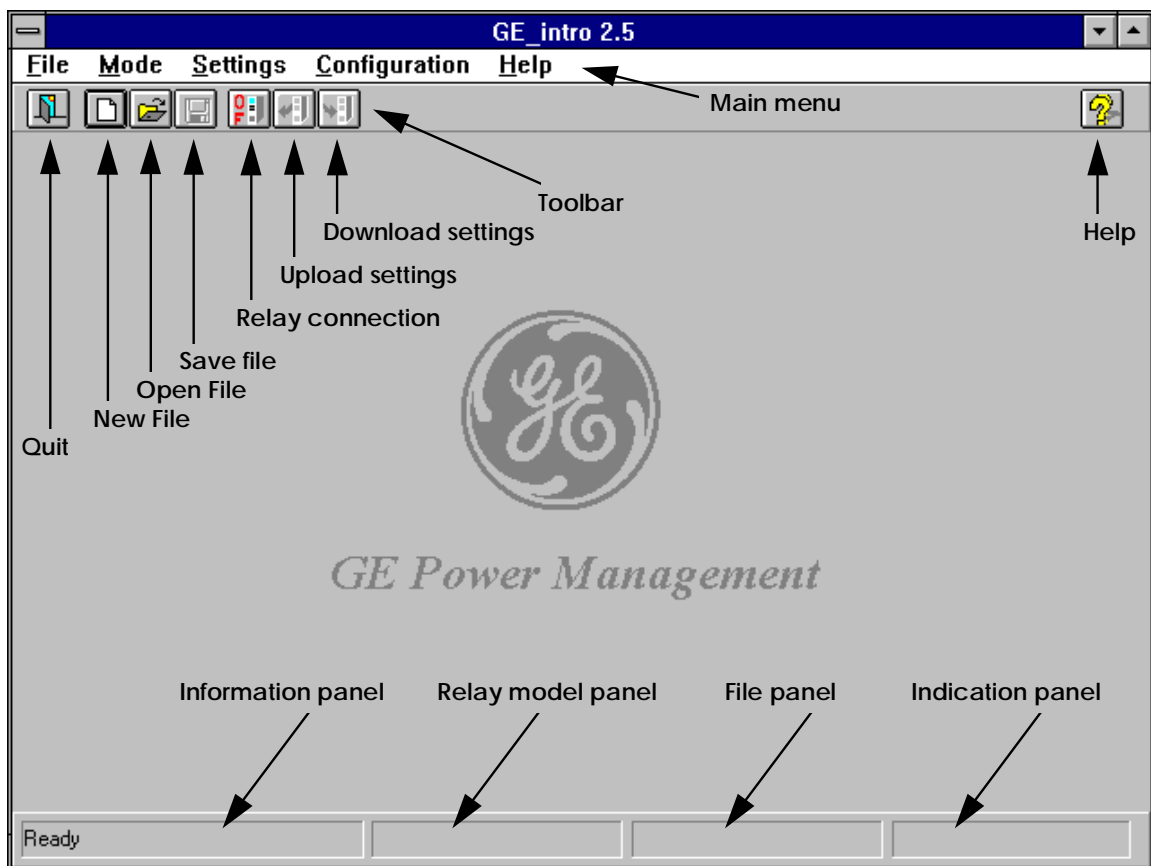 GE_intro 2.5
File Mode Settings Configuration Help
Main menu
OF
Toolbar
Download settings
Help
Upload settings
Relay connection
Save file
Open File
New File
Quit
GE
GE Power Management
Information panel Relay model panel File panel Indication panel
Ready